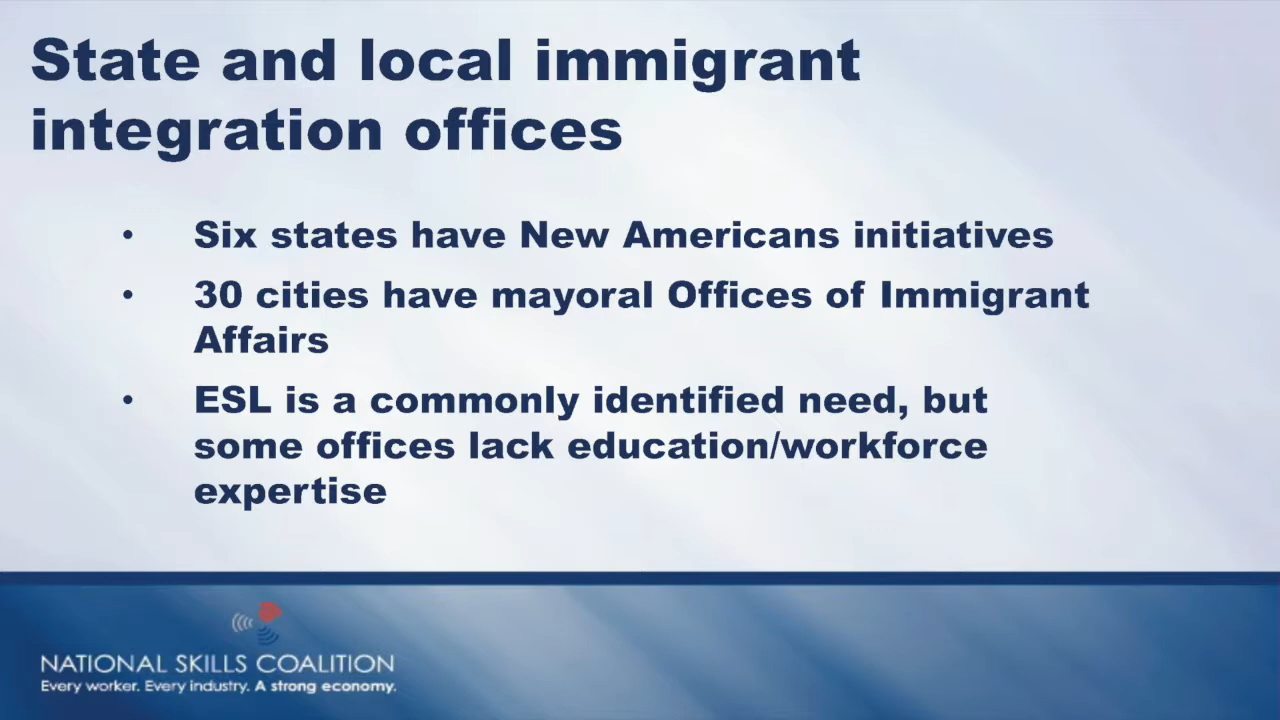 State and local immigrant
integration offices
• Six states have New Americans initiatives
• 30 cities have mayoral Offices of Immigrant
Affairs
• ESL is a commonly identified need, but
some offices lack education/workforce
expertise
NATIONAL SKILLS COALITION
Every worker. Every industry. A strong economy.